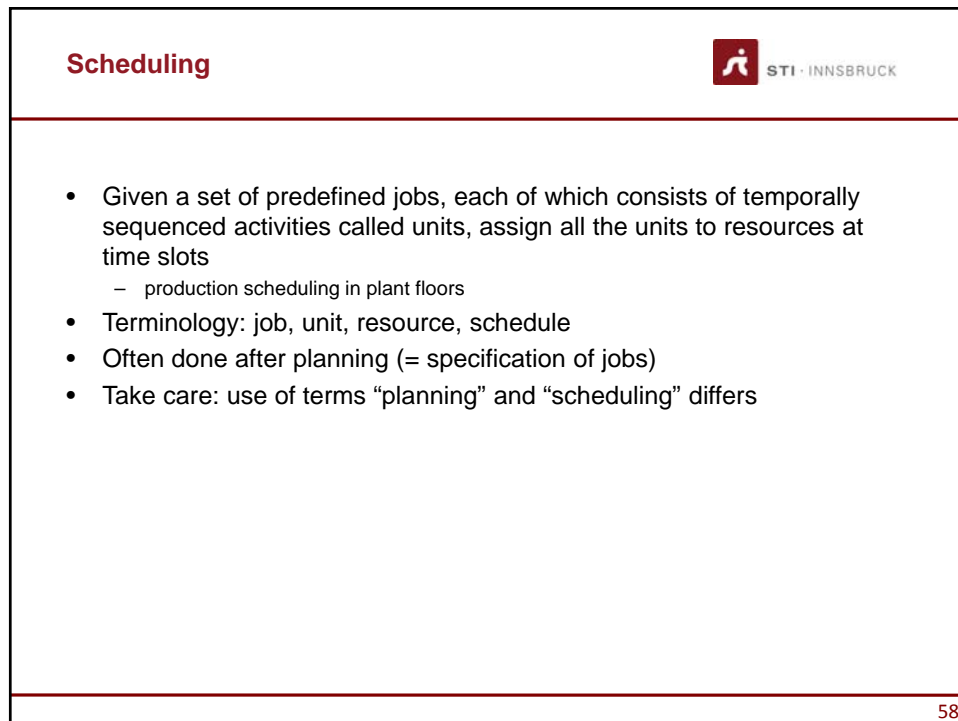 Scheduling
STI · INNSBRUCK
• Given a set of predefined jobs, each of which consists of temporally
sequenced activities called units, assign all the units to resources at
time slots
– production scheduling in plant floors
• Terminology: job, unit, resource, schedule
• Often done after planning (= specification of jobs)
• Take care: use of terms “planning” and “scheduling” differs
58